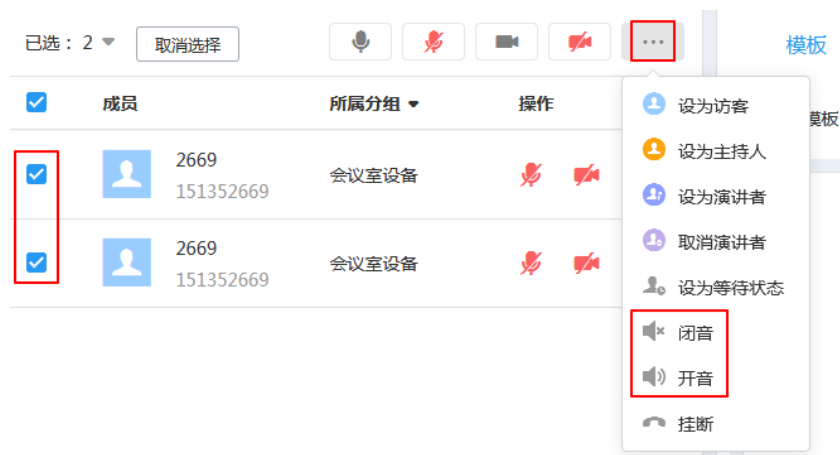 已选： 2
取消选择
模板
成员
所属分组
操作
设为访客
模板
设为主持人
2669
151352669
会议室设备
设为演讲者
取消演讲者
2669
151352669
会议室设备
设为等待状态
闭音
开音
挂断